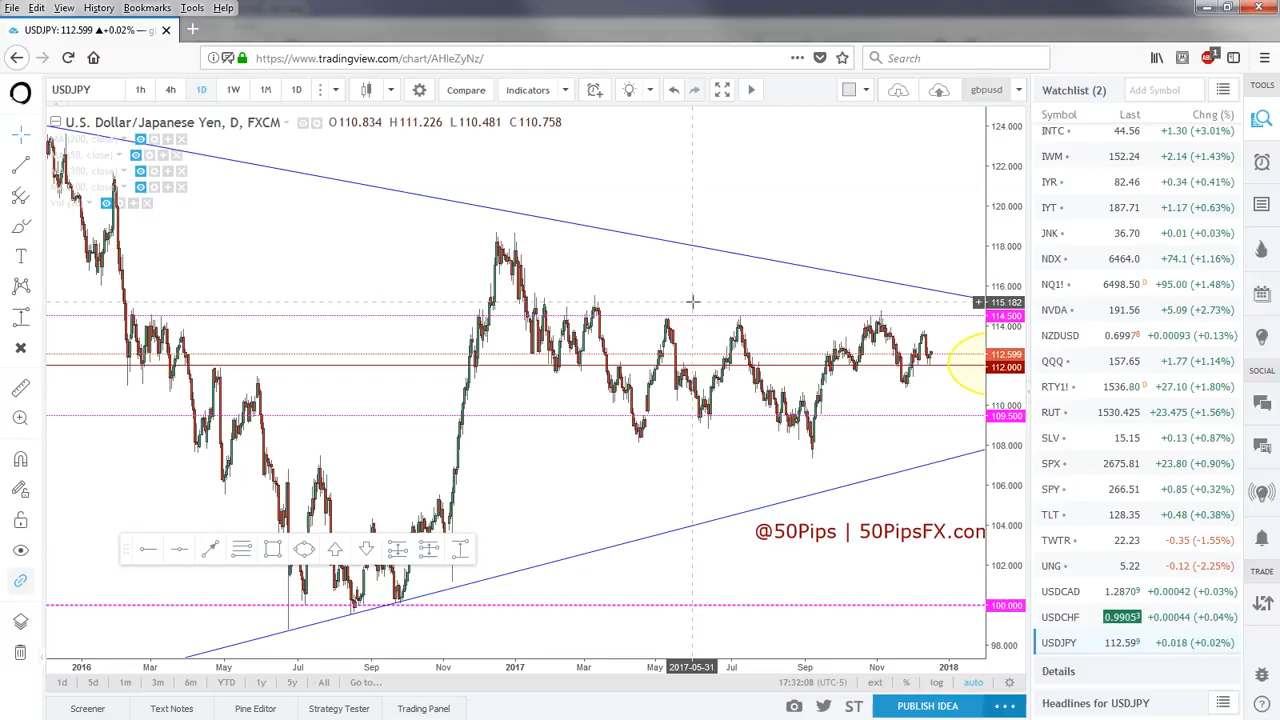 File Edit View History Bookmarks Tools Help
USDJPY: 112.599 ▲+0.02% —
https://www.tradingview.com/chart/AHIeZyNz/
Search
USDJPY 1h 4h 1D 1W 1M 1D Compare Indicators gbpusd
Watchlist (2) Add Symbol
TOOLS
U.S. Dollar/Japanese Yen, D, FXCM
O110.834 H111.226 L110.481 C110.758
Symbol Last Chng (%)
INTC 44.56 +1.30 (+3.01%)
IWM 152.24 +2.14 (+1.43%)
IYR 82.46 +0.34 (+0.41%)
IYT 187.71 +1.17 (+0.63%)
JNK 36.70 +0.01 (+0.03%)
NDX 6464.0 +74.1 (+1.16%)
NQ1! 6498.50 D +95.00 (+1.48%)
NVDA 191.56 +5.09 (+2.73%)
NZDUSD 0.69978 +0.00093 (+0.13%)
QQQ 157.65 +1.77 (+1.14%)
RTY1! 1536.80 D +27.10 (+1.80%)
RUT 1530.425 +23.475 (+1.56%)
SLV 15.15 +0.13 (+0.87%)
SPX 2675.81 +23.80 (+0.90%)
SPY 266.51 +0.85 (+0.32%)
TLT 128.35 +0.48 (+0.38%)
TWTR 22.23 -0.35 (-1.55%)
UNG 5.22 -0.12 (-2.25%)
USDCAD 1.28709 +0.00042 (+0.03%)
USDCHF 0.99053 +0.00044 (+0.04%)
USDJPY 112.599 +0.018 (+0.02%)
SOCIAL
TRADE
124.000
122.000
120.000
118.000
116.000
115.182
114.500
114.000
112.599
112.000
110.000
109.500
108.000
106.000
104.000
102.000
100.000
98.000
@50Pips | 50PipsFX.con
2016 Mar May Jul Sep Nov 2017 Mar May 2017-05-31 Jul Sep Nov 2018
Details
1d 5d 1m 3m 6m YTD 1y 5y All Go to...
17:32:08 (UTC-5) ext % log auto
Screener Text Notes Pine Editor Strategy Tester Trading Panel
ST PUBLISH IDEA
Headlines for USDJPY